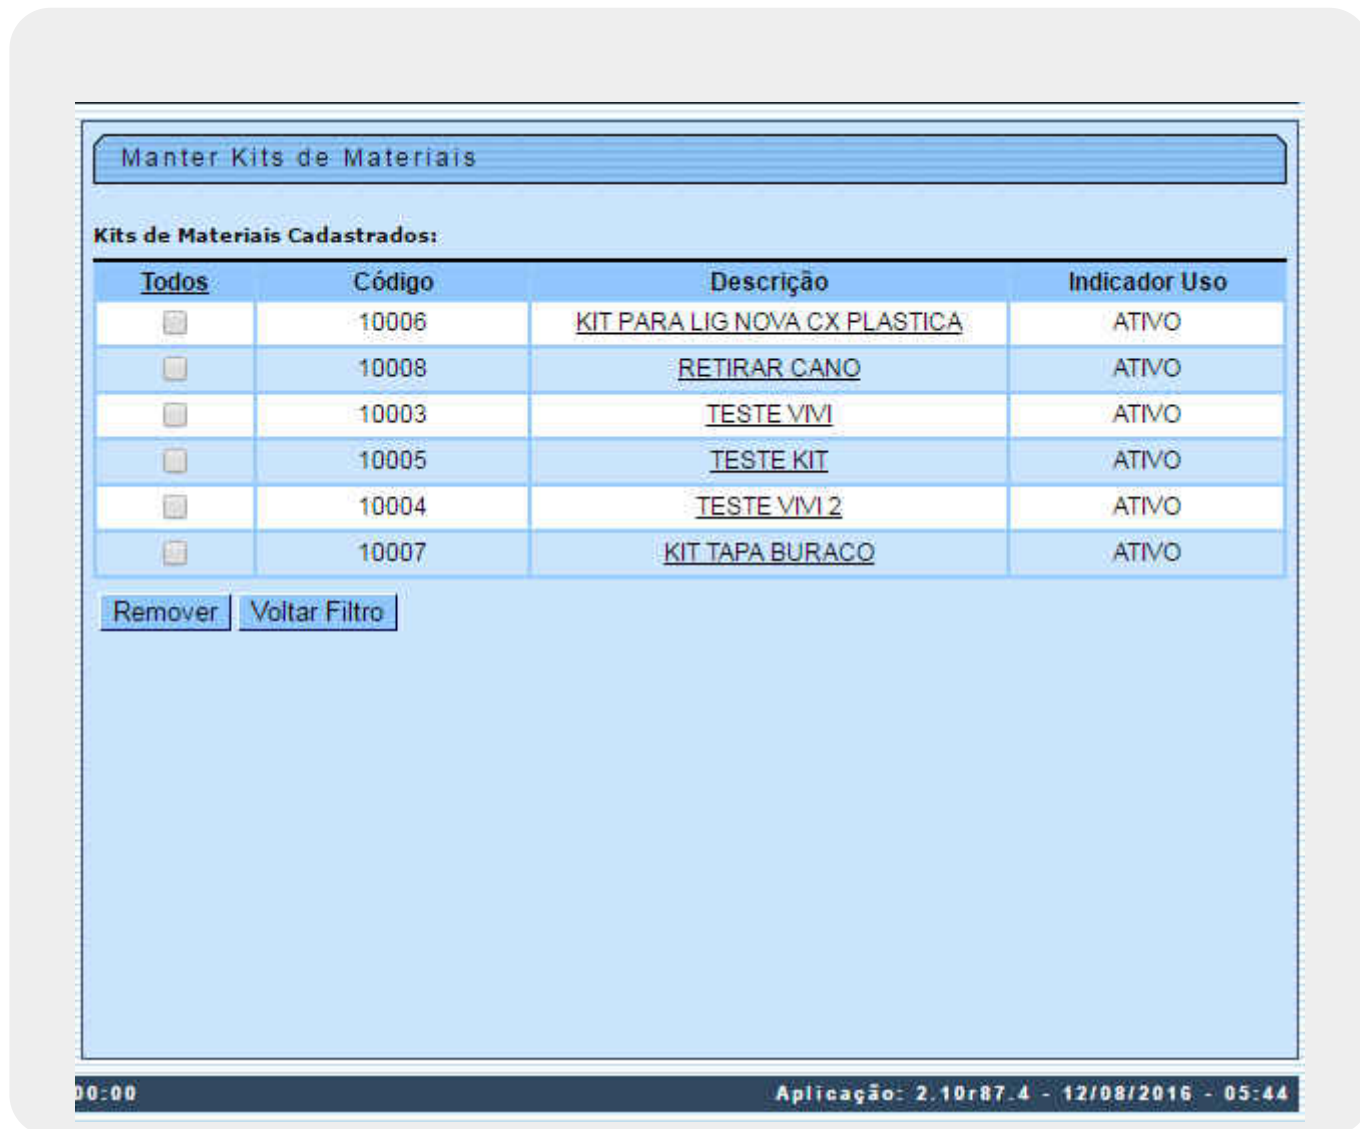 Manter Kits de Materiais
Kits de Materiais Cadastrados:
Todos Código Descrição Indicador Uso
10006 KIT PARA LIG NOVA CX PLASTICA ATIVO
10008 RETIRAR CANO ATIVO
10003 TESTE VIVI ATIVO
10005 TESTE KIT ATIVO
10004 TESTE VIVI 2 ATIVO
10007 KIT TAPA BURACO ATIVO
Remover Voltar Filtro
00:00 Aplicação: 2.10r87.4 - 12/08/2016 - 05:44